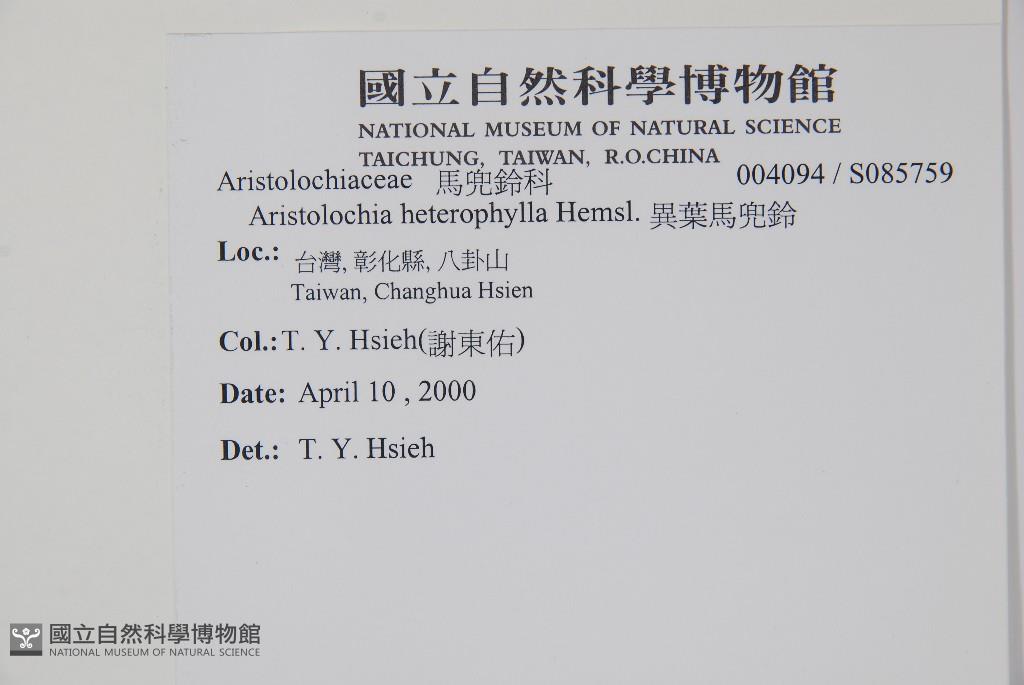 國立自然科學博物館
NATIONAL MUSEUM OF NATURAL SCIENCE
TAICHUNG, TAIWAN, R.O.CHINA
Aristolochiaceae 馬兜鈴科 004094 / S085759
Aristolochia heterophylla Hemsl. 異葉馬兜鈴
Loc.: 台灣, 彰化縣, 八卦山
Taiwan, Changhua Hsien
Col.: T. Y. Hsieh(謝東佑)
Date: April 10 , 2000
Det.: T. Y. Hsieh
國立自然科學博物館
NATIONAL MUSEUM OF NATURAL SCIENCE